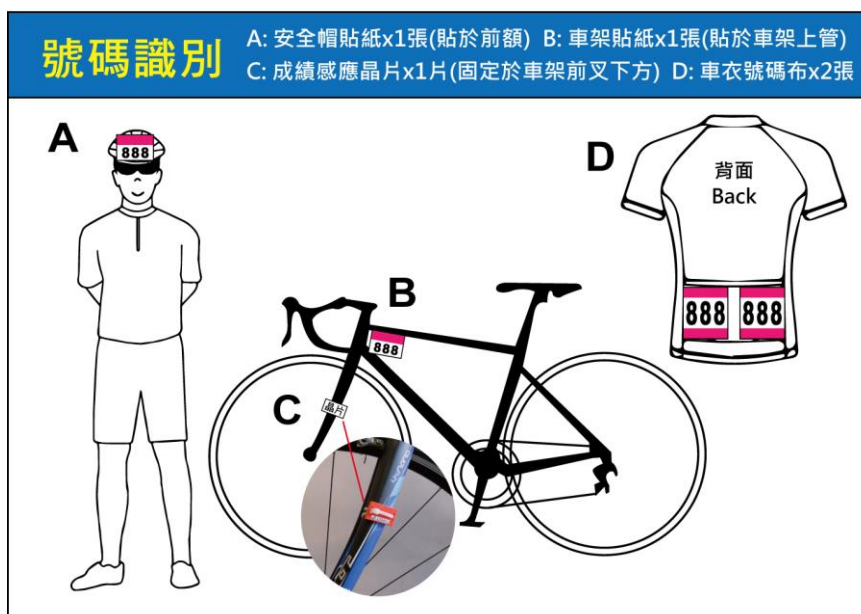 號碼識別
A: 安全帽貼紙x1張(貼於前額) B: 車架貼紙x1張(貼於車架上管)
C: 成績感應晶片x1片(固定於車架前叉下方) D: 車衣號碼布x2張
A
888
D
背面
Back
888 888
B
888
C
晶片